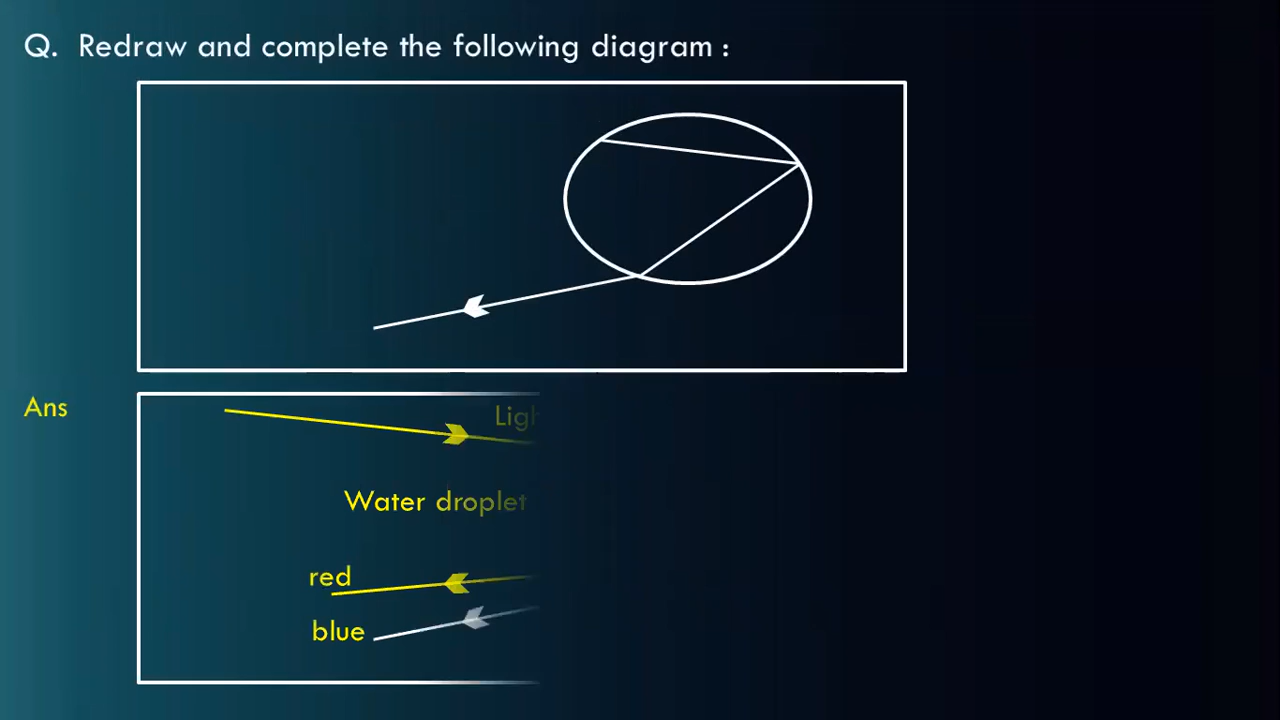 Q. Redraw and complete the following diagram :
Ans
Water droplet
red
blue